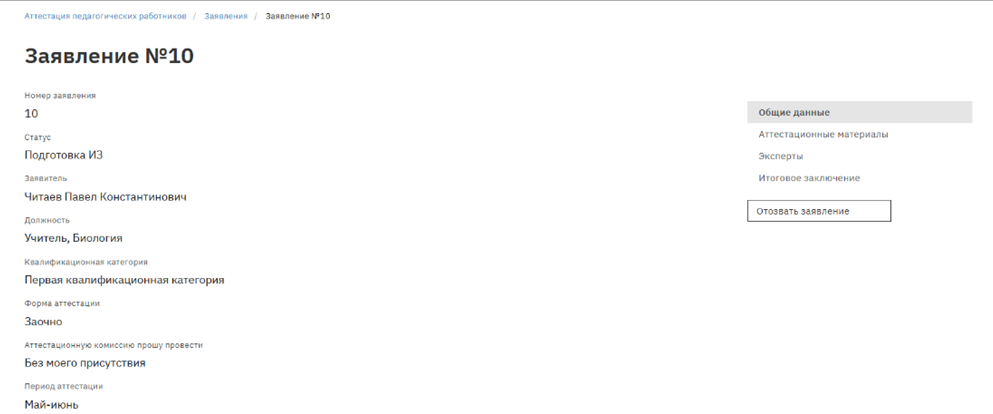 Аттестация педагогических работников / Заявления / Заявление №10
Заявление №10
Номер заявления
10
Статус
Подготовка ИЗ
Заявитель
Читаев Павел Константинович
Должность
Учитель, Биология
Квалификационная категория
Первая квалификационная категория
Форма аттестации
Заочно
Аттестационную комиссию прошу провести
Без моего присутствия
Период аттестации
Май-июнь
Общие данные
Аттестационные материалы
Эксперты
Итоговое заключение
Отозвать заявление